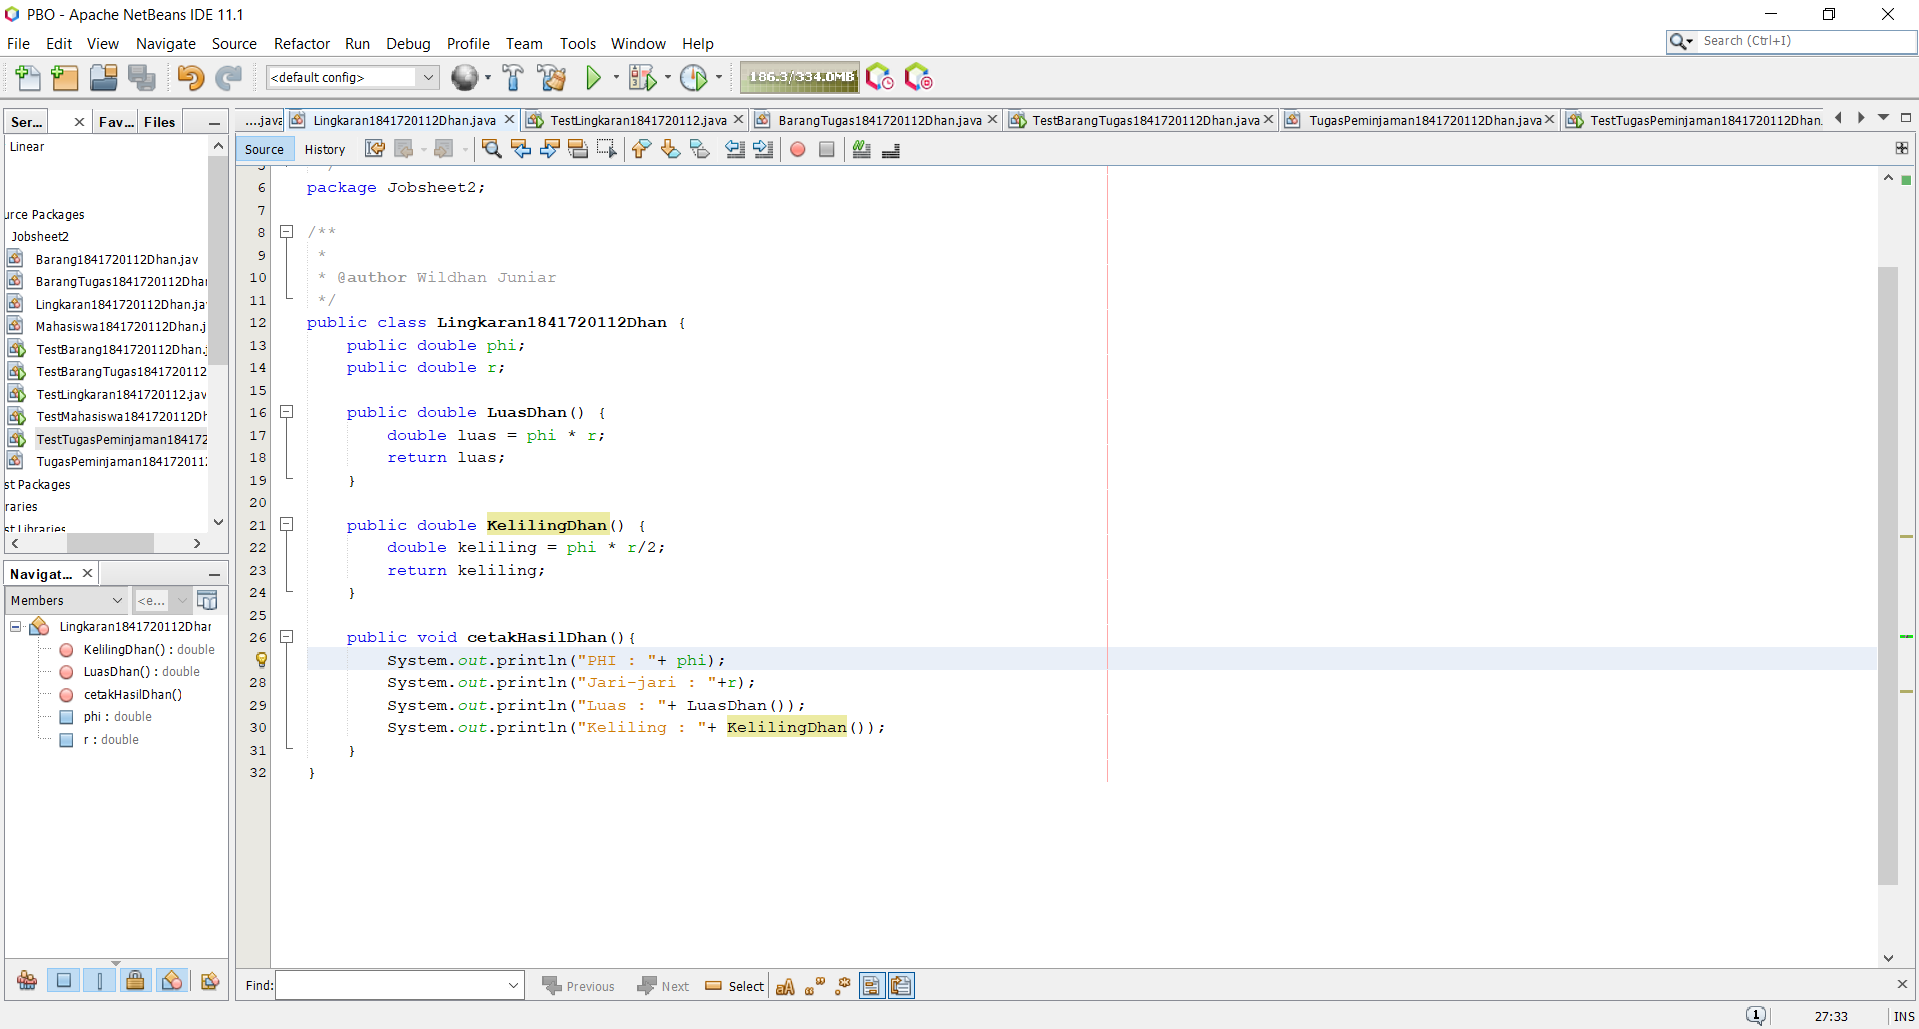 PBO - Apache NetBeans IDE 11.1
File Edit View Navigate Source Refactor Run Debug Profile Team Tools Window Help
Search (Ctrl+I)
<default config>
186.3/334.0MB
Ser... Fav... Files
....java Lingkaran1841720112Dhan.java TestLingkaran1841720112.java BarangTugas1841720112Dhan.java TestBarangTugas1841720112Dhan.java TugasPeminjaman1841720112Dhan.java TestTugasPeminjaman1841720112Dhan.
Source History
Linear
urce Packages
Jobsheet2
Barang1841720112Dhan.jav
BarangTugas1841720112Dhan
Lingkaran1841720112Dhan.ja
Mahasiswa1841720112Dhan.j
TestBarang1841720112Dhan.j
TestBarangTugas1841720112
TestLingkaran1841720112.jav
TestMahasiswa1841720112Dh
TestTugasPeminjaman184172
TugasPeminjaman184172011
st Packages
raries
st Libraries
Navigat...
Members <e...
Lingkaran1841720112Dhan
KelilingDhan() : double
LuasDhan() : double
cetakHasilDhan()
phi : double
r : double
5 */
6 package Jobsheet2;
7
8 /**
9 *
10 * @author Wildhan Juniar
11 */
12 public class Lingkaran1841720112Dhan {
13 public double phi;
14 public double r;
15
16 public double LuasDhan() {
17 double luas = phi * r;
18 return luas;
19 }
20
21 public double KelilingDhan() {
22 double keliling = phi * r/2;
23 return keliling;
24 }
25
26 public void cetakHasilDhan(){
System.out.println("PHI : "+ phi);
28 System.out.println("Jari-jari : "+r);
29 System.out.println("Luas : "+ LuasDhan());
30 System.out.println("Keliling : "+ KelilingDhan());
31 }
32 }
Find: Previous Next Select
1 27:33 INS